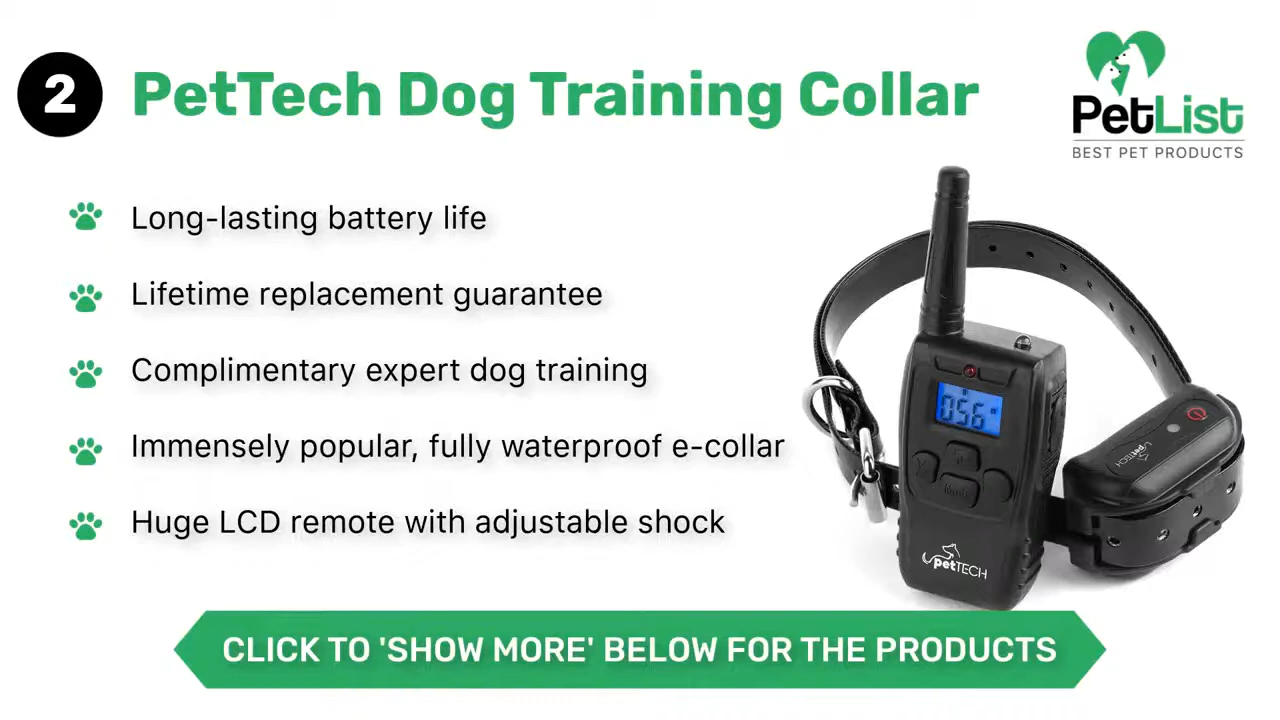 2
PetTech Dog Training Collar
PetList
BEST PET PRODUCTS
Long-lasting battery life
Lifetime replacement guarantee
Complimentary expert dog training
Immensely popular, fully waterproof e-collar
Huge LCD remote with adjustable shock
056
Mode
petTECH
petTECH
CLICK TO 'SHOW MORE' BELOW FOR THE PRODUCTS